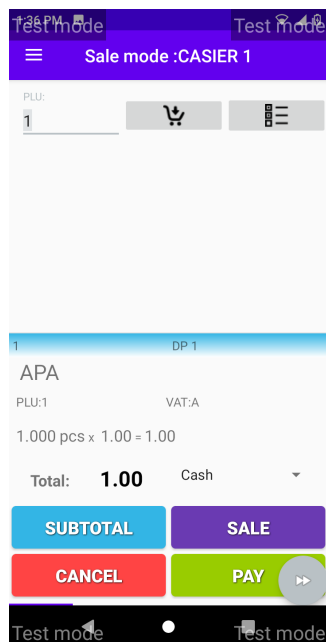 1:36 PM
Test mode Test mode
Sale mode :CASIER 1
PLU:
1
1 DP 1
APA
PLU:1 VAT:A
1.000 pcs x 1.00 = 1.00
Total: 1.00 Cash
SUBTOTAL SALE
CANCEL PAY
Test mode Test mode